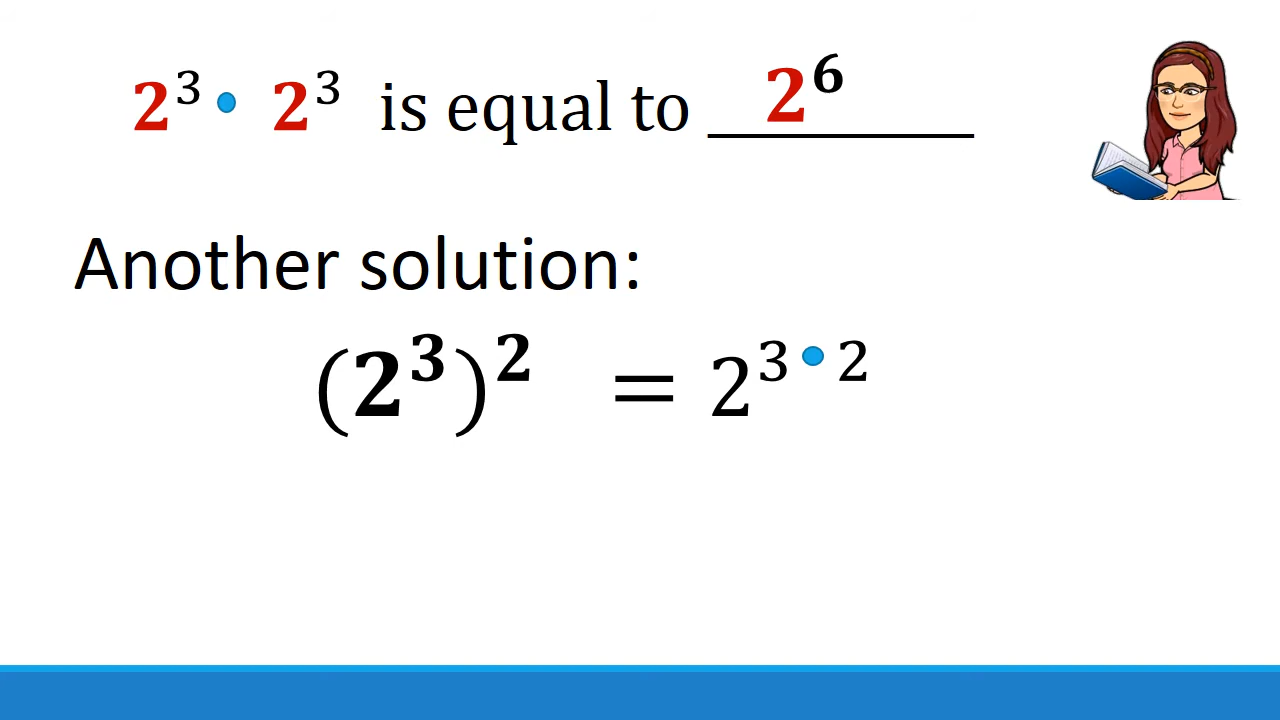 2³ • 2³ is equal to 2⁶
Another solution:
(2³)² = 2³ • ²